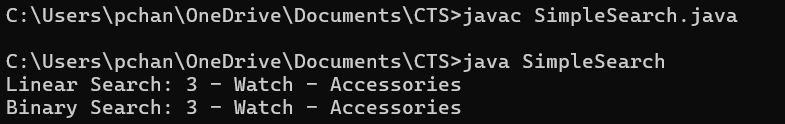 C:\Users\pchan\OneDrive\Documents\CTS>javac SimpleSearch.java
C:\Users\pchan\OneDrive\Documents\CTS>java SimpleSearch
Linear Search: 3 - Watch - Accessories
Binary Search: 3 - Watch - Accessories